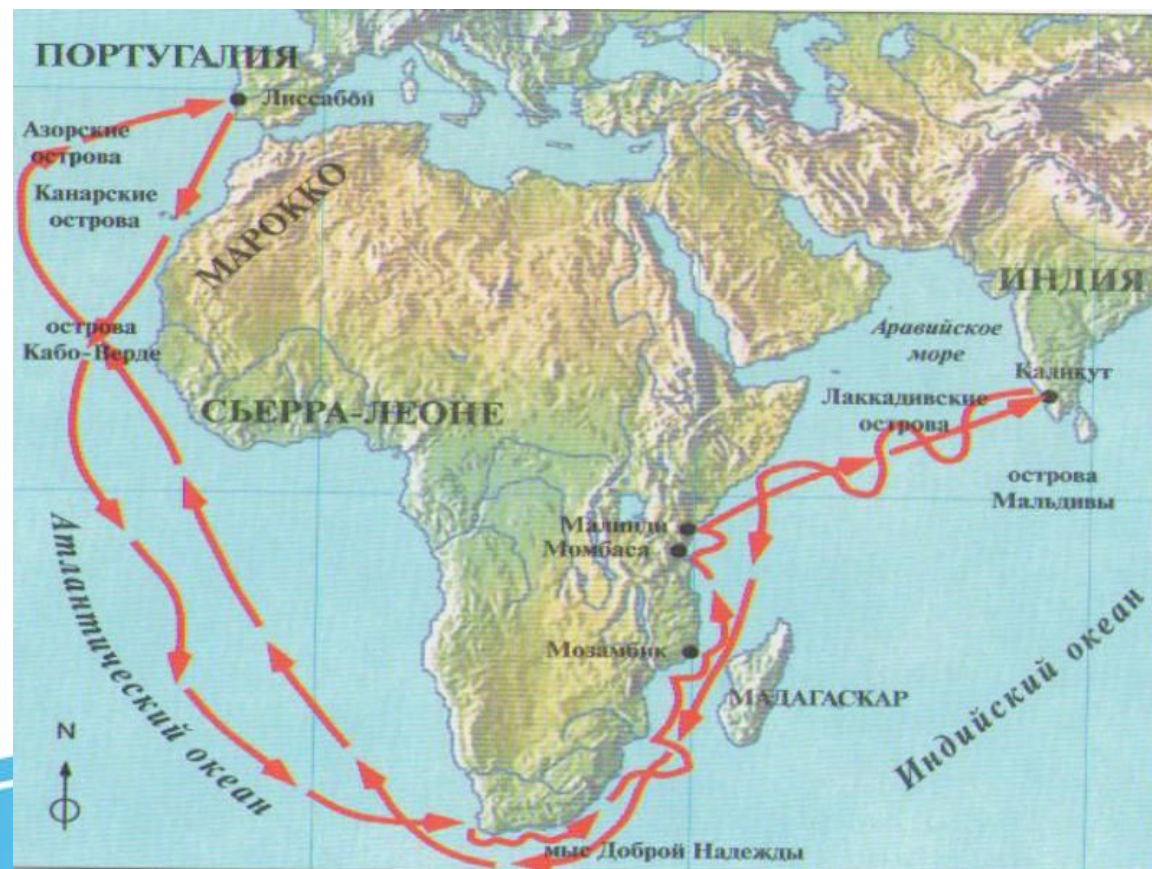 ПОРТУГАЛИЯ
Лиссабон
Азорские
острова
Канарские
острова
МАРОККО
ИНДИЯ
острова
Кабо-Верде
Аравийское
море
Каликут
СЬЕРРА-ЛЕОНЕ
Лаккадивские
острова
острова
Мальдивы
Малинди
Момбаса
Атлантический океан
Мозамбик
МАДАГАСКАР
Индийский океан
N
мыс Доброй Надежды